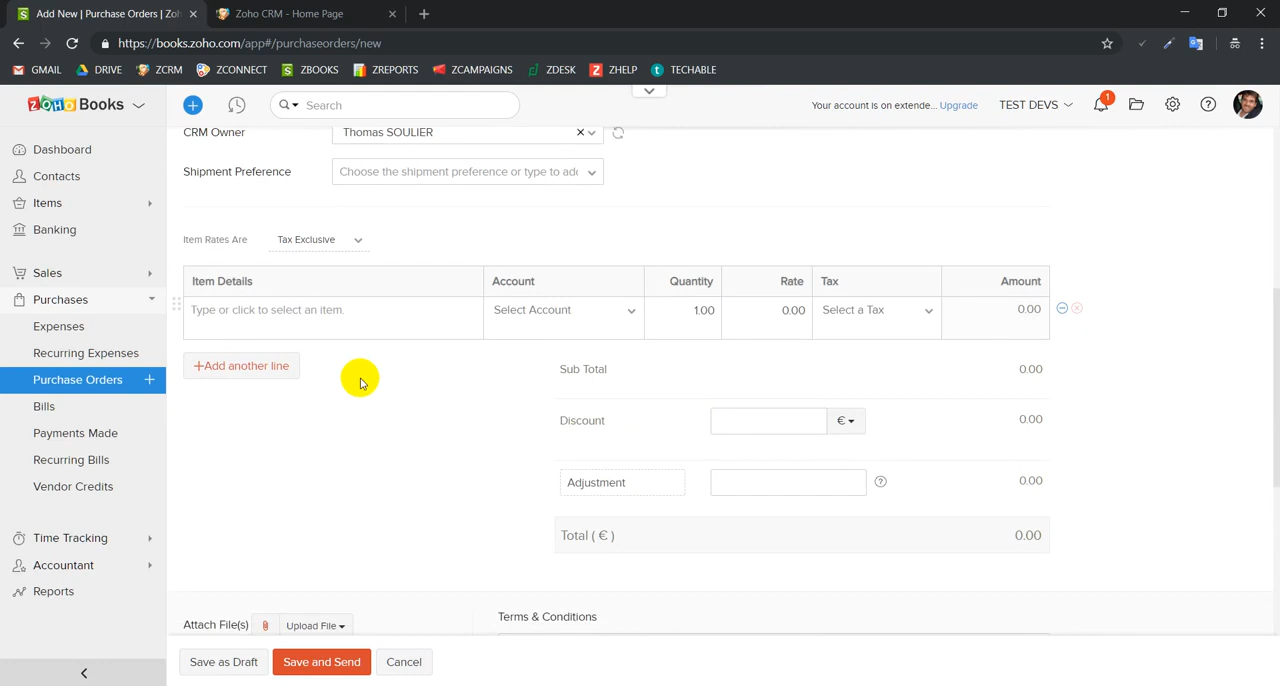 Add New | Purchase Orders | Zoh
Zoho CRM - Home Page
https://books.zoho.com/app#/purchaseorders/new
GMAIL
DRIVE
ZCRM
ZCONNECT
ZBOOKS
ZREPORTS
ZCAMPAIGNS
ZDESK
ZHELP
TECHABLE
ZOHO Books
Search
Your account is on extende... Upgrade
TEST DEVS
1
Dashboard
Contacts
Items
Banking
Sales
Purchases
Expenses
Recurring Expenses
Purchase Orders
Bills
Payments Made
Recurring Bills
Vendor Credits
Time Tracking
Accountant
Reports
CRM Owner
Thomas SOULIER
Shipment Preference
Choose the shipment preference or type to add
Item Rates Are
Tax Exclusive
Item Details Account Quantity Rate Tax Amount
Type or click to select an item. Select Account 1.00 0.00 Select a Tax 0.00
+Add another line
Sub Total 0.00
Discount € 0.00
Adjustment 0.00
Total ( € ) 0.00
Attach File(s) Upload File
Terms & Conditions
Save as Draft Save and Send Cancel